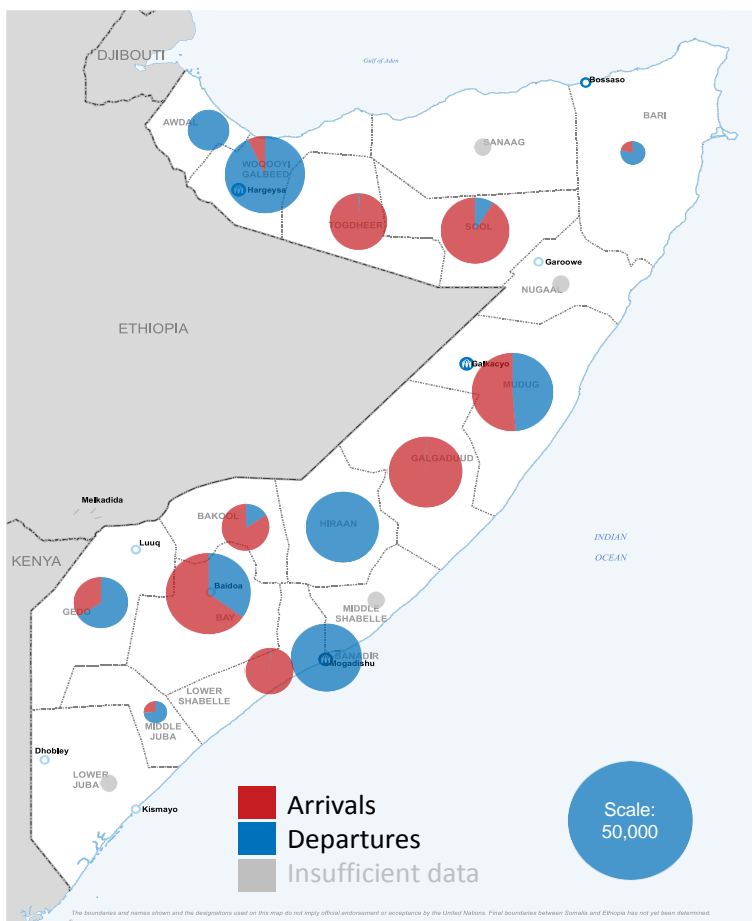 DJIBOUTI
Gulf of Aden
Bossaso
AWDAL
BARI
SANAAG
WOQOOYI
GALBEED
Hargeysa
TOGDHEER
SOOL
Garoowe
NUGAAL
ETHIOPIA
Galkacyo
MUDUG
GALGADUUD
Melkadida
BAKOOL
HIRAAN
INDIAN
OCEAN
Luuq
KENYA
Baidoa
GEDO
BAY
MIDDLE
SHABELLE
BANADIR
Mogadishu
LOWER
SHABELLE
MIDDLE
JUBA
Dhobley
LOWER
JUBA
Kismayo
Arrivals
Departures
Insufficient data
Scale:
50,000
The boundaries and names shown and the designations used on this map do not imply official endorsement or acceptance by the United Nations. Final boundaries between Somalia and Ethiopia has not yet been determined.